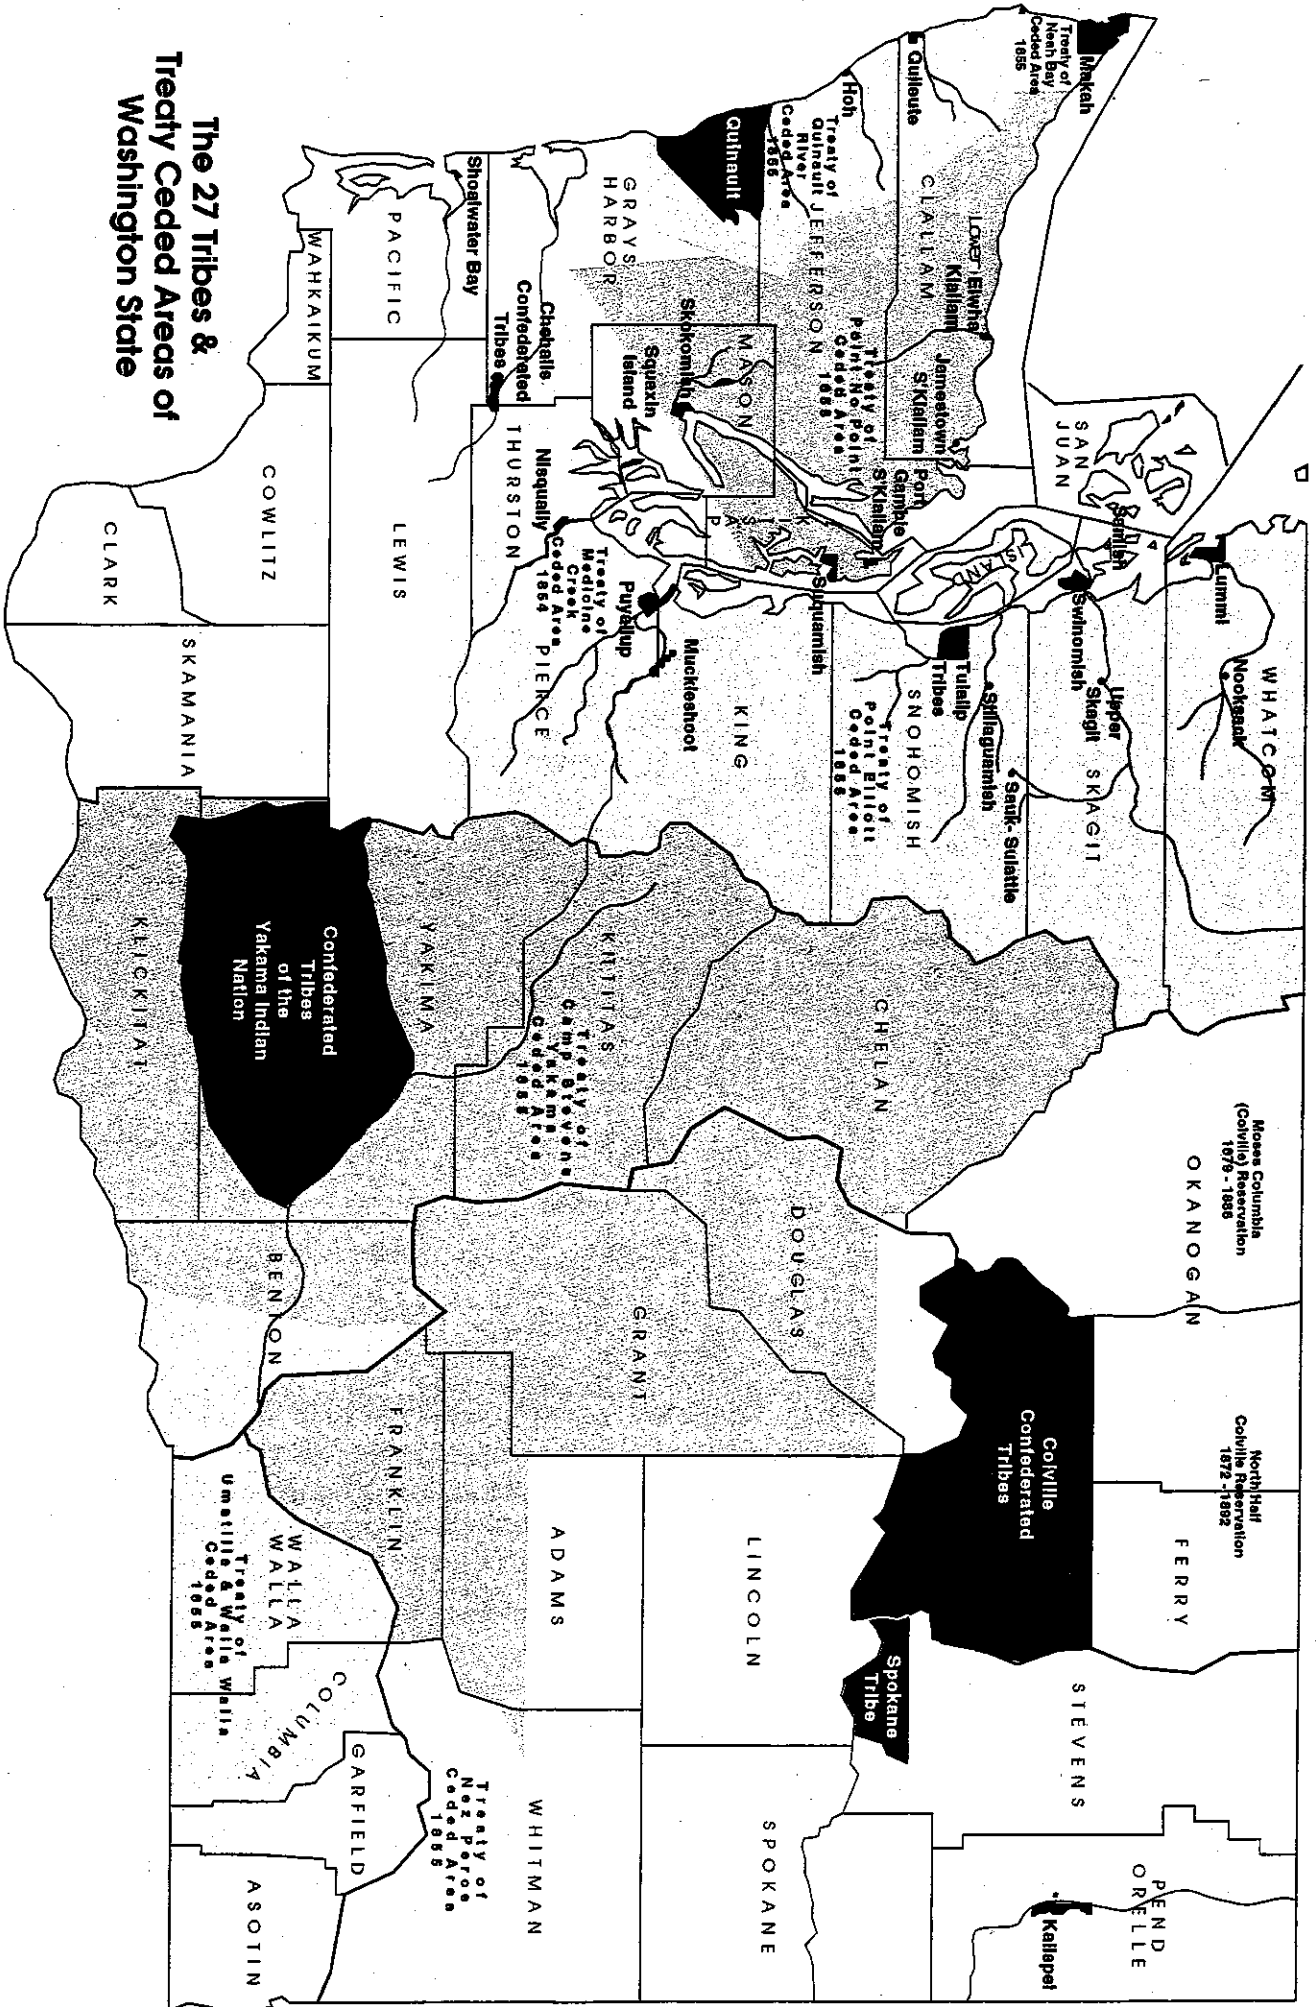 The 27 Tribes &
Treaty Ceded Areas of
Washington State
Makah
Treaty of
Neah Bay
Ceded Area
1855
Quileute
Hoh
Treaty of
Quinault
River
Ceded Area
1855
Quinault
CLALLAM
Lower Elwha
Klallam
Jamestown
S'Klallam
Port
Gamble
S'Klallam
JEFFERSON
Treaty of
Point No Point
Ceded Area
1855
GRAYS
HARBOR
MASON
Skokomish
Squaxin
Island
Chehalis
Confederated
Tribes
Shoalwater Bay
PACIFIC
WAHKAIKUM
COWLITZ
CLARK
LEWIS
THURSTON
Nisqually
Treaty of
Medicine
Creek
Ceded Area
1854
PIERCE
Puyallup
Muckleshoot
KING
Suquamish
KITSAP
SAN
JUAN
ISLAND
Samish
Lummi
Swinomish
Nooksack
WHATCOM
Upper
Skagit
SKAGIT
Tulalip
Tribes
Stillaguamish
Sauk-Suiattle
SNOHOMISH
Treaty of
Point Elliott
Ceded Area
1855
SKAMANIA
KLICKITAT
Confederated
Tribes
of the
Yakama Indian
Nation
YAKIMA
KITTITAS
Treaty of
Camp Stevens
Yakama
Ceded Area
1855
CHELAN
DOUGLAS
GRANT
BENTON
FRANKLIN
ADAMS
LINCOLN
Moses Columbia
(Colville) Reservation
1879 - 1886
OKANOGAN
North Half
Colville Reservation
1872 - 1892
FERRY
Colville
Confederated
Tribes
Spokane
Tribe
STEVENS
PEND
ORELLE
Kalispel
SPOKANE
WHITMAN
Treaty of
Nez Perce
Ceded Area
1855
WALLA
WALLA
Treaty of
Umatilla & Walla Walla
Ceded Area
1855
COLUMBIA
GARFIELD
ASOTIN